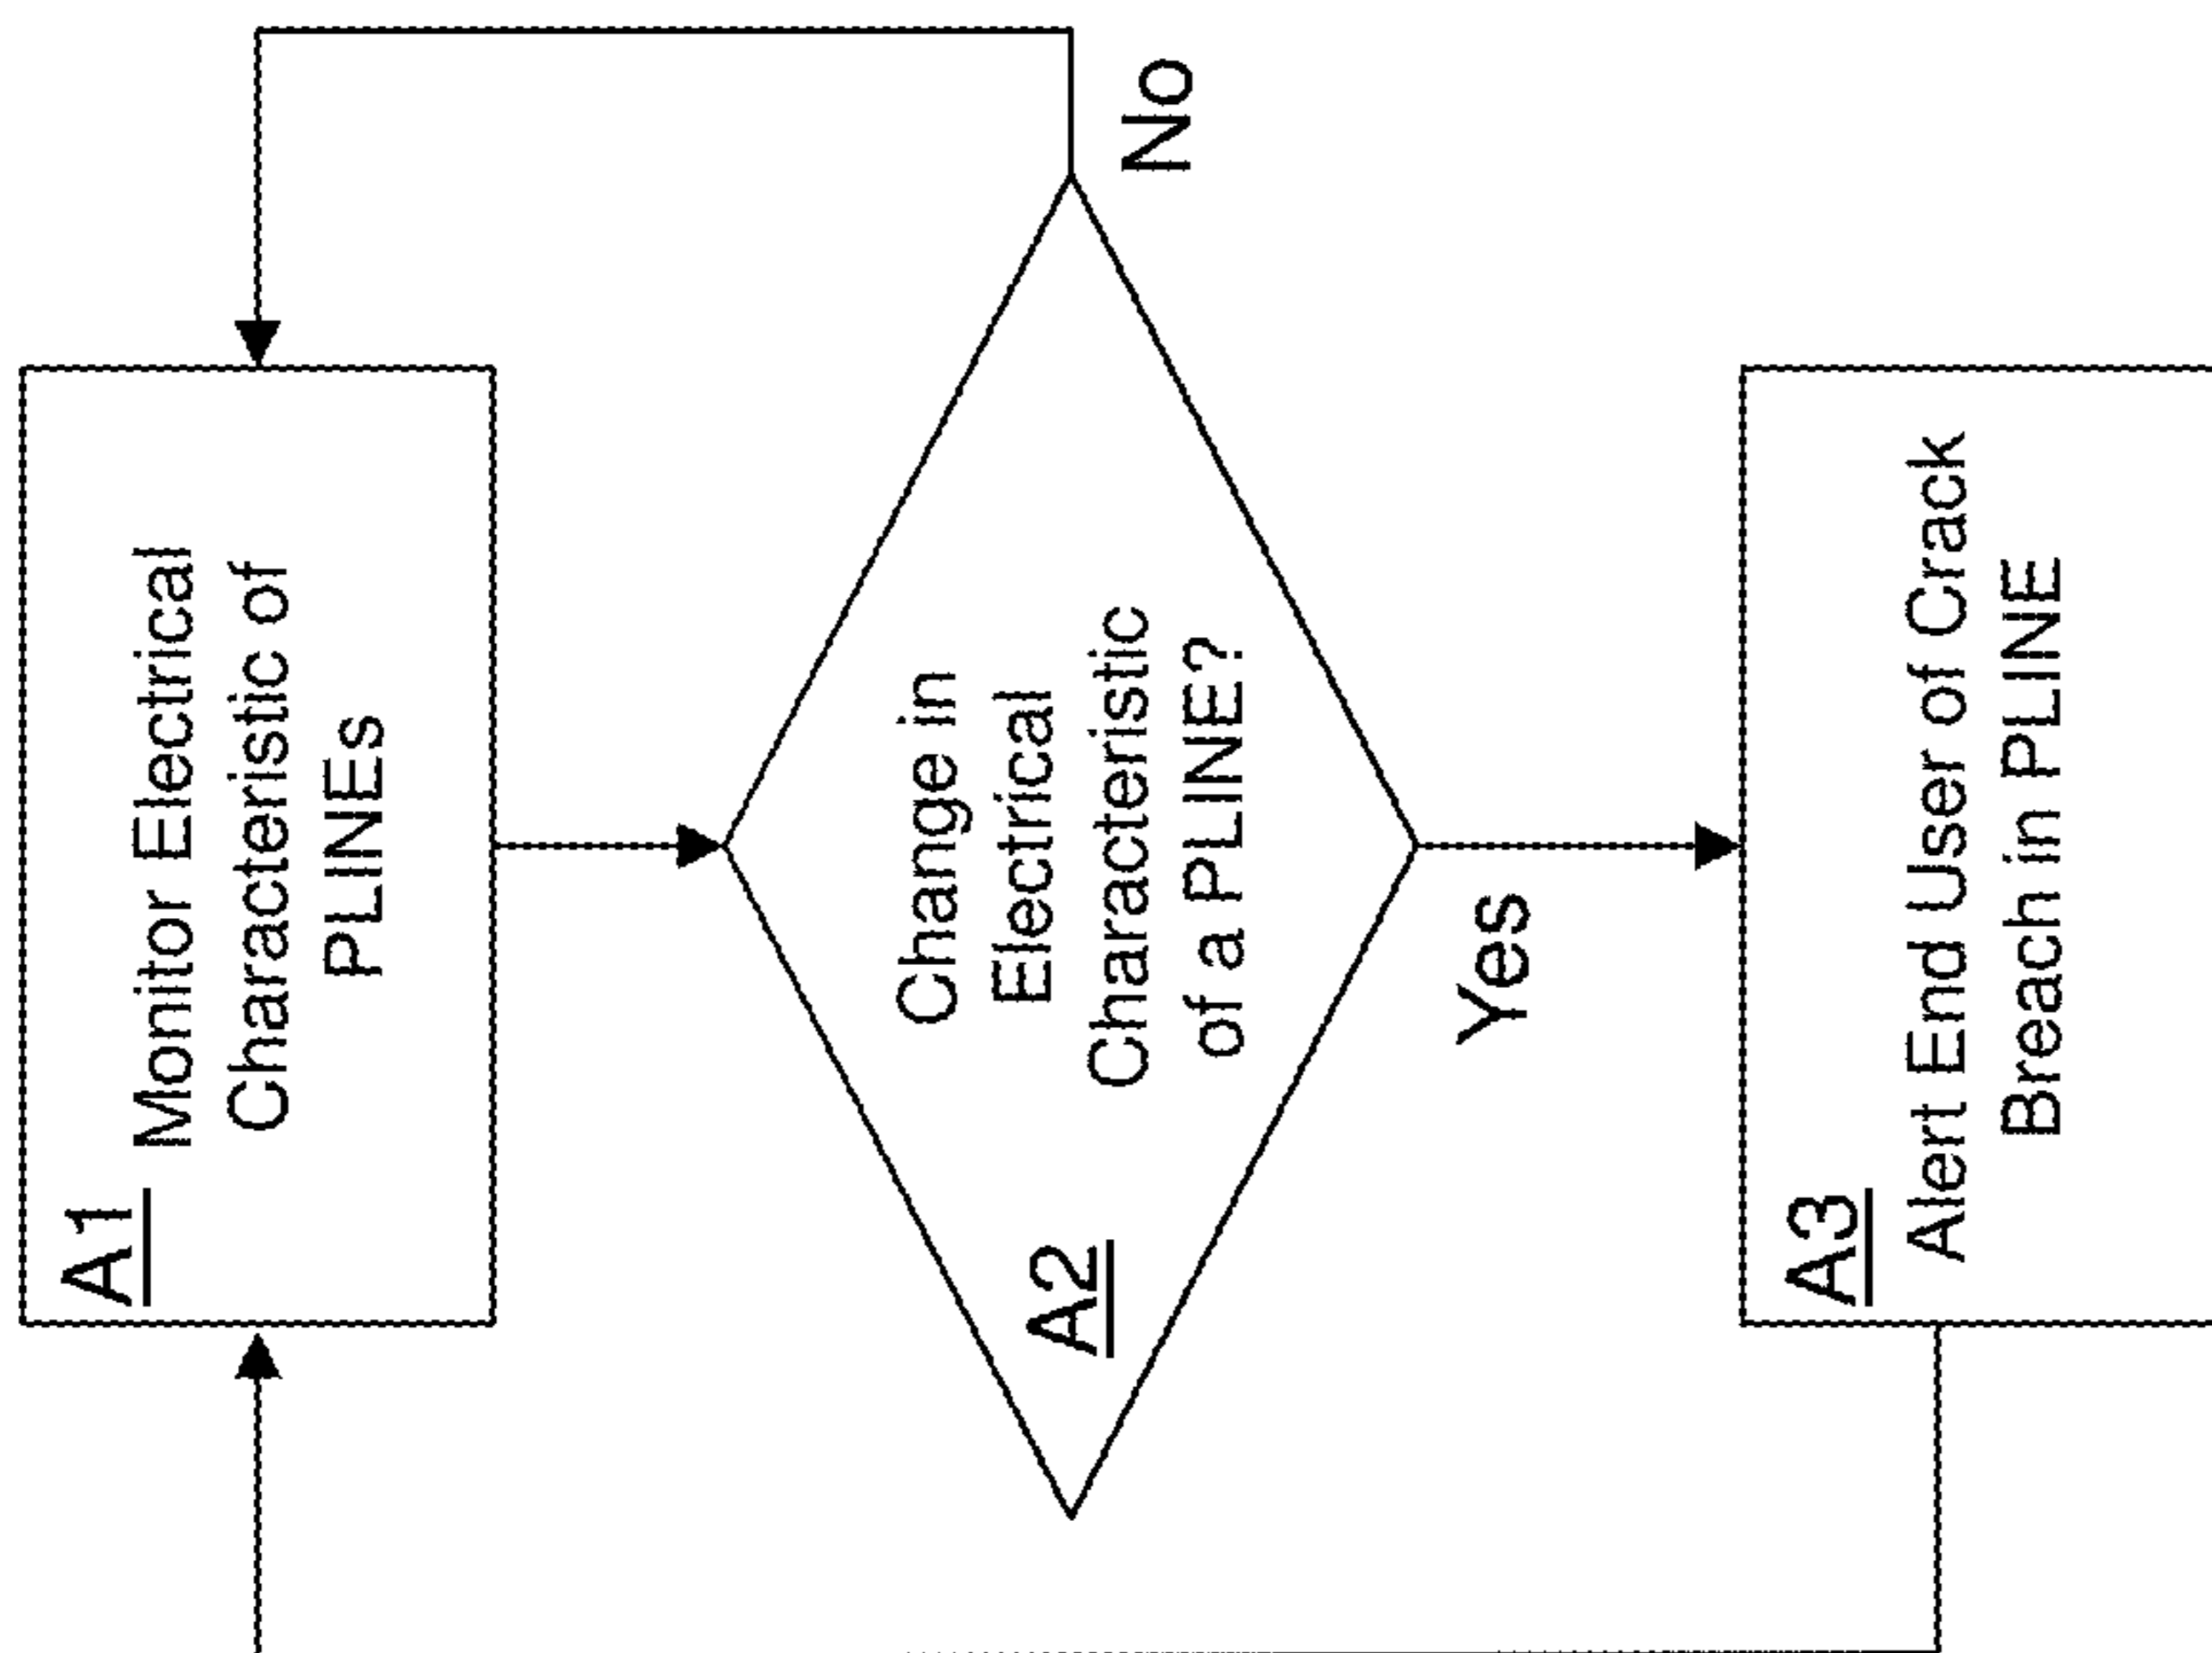 A1
Monitor Electrical
Characteristic of
PLINEs
No
Change in
Electrical
Characteristic
of a PLINE?
A2
Yes
A3
Alert End User of Crack
Breach in PLINE